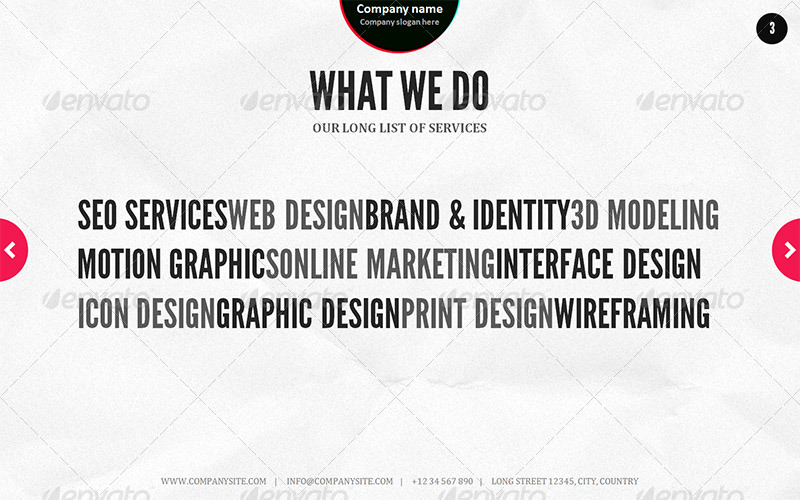 Company name
Company slogan here
3
WHAT WE DO
OUR LONG LIST OF SERVICES
SEO SERVICESWEB DESIGNBRAND & IDENTITY3D MODELING
MOTION GRAPHICSONLINE MARKETINGINTERFACE DESIGN
ICON DESIGNGRAPHIC DESIGNPRINT DESIGNWIREFRAMING
WWW.COMPANYSITE.COM | INFO@COMPANYSITE.COM | +12 34 567 890 | LONG STREET 12345, CITY, COUNTRY
envato envato envato envato
envato envato envato envato
envato envato envato envato
envato envato envato envato